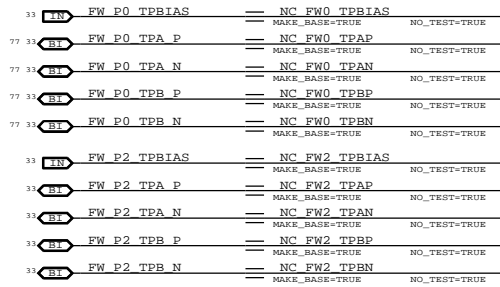 33 IN FW_P0_TPBIAS NC_FW0_TPBIAS
MAKE_BASE=TRUE NO_TEST=TRUE
77 33 BI FW_P0_TPA_P NC_FW0_TPAP
MAKE_BASE=TRUE NO_TEST=TRUE
77 33 BI FW_P0_TPA_N NC_FW0_TPAN
MAKE_BASE=TRUE NO_TEST=TRUE
77 33 BI FW_P0_TPB_P NC_FW0_TPBP
MAKE_BASE=TRUE NO_TEST=TRUE
77 33 BI FW_P0_TPB_N NC_FW0_TPBN
MAKE_BASE=TRUE NO_TEST=TRUE
33 IN FW_P2_TPBIAS NC_FW2_TPBIAS
MAKE_BASE=TRUE NO_TEST=TRUE
33 BI FW_P2_TPA_P NC_FW2_TPAP
MAKE_BASE=TRUE NO_TEST=TRUE
33 BI FW_P2_TPA_N NC_FW2_TPAN
MAKE_BASE=TRUE NO_TEST=TRUE
33 BI FW_P2_TPB_P NC_FW2_TPBP
MAKE_BASE=TRUE NO_TEST=TRUE
33 BI FW_P2_TPB_N NC_FW2_TPBN
MAKE_BASE=TRUE NO_TEST=TRUE